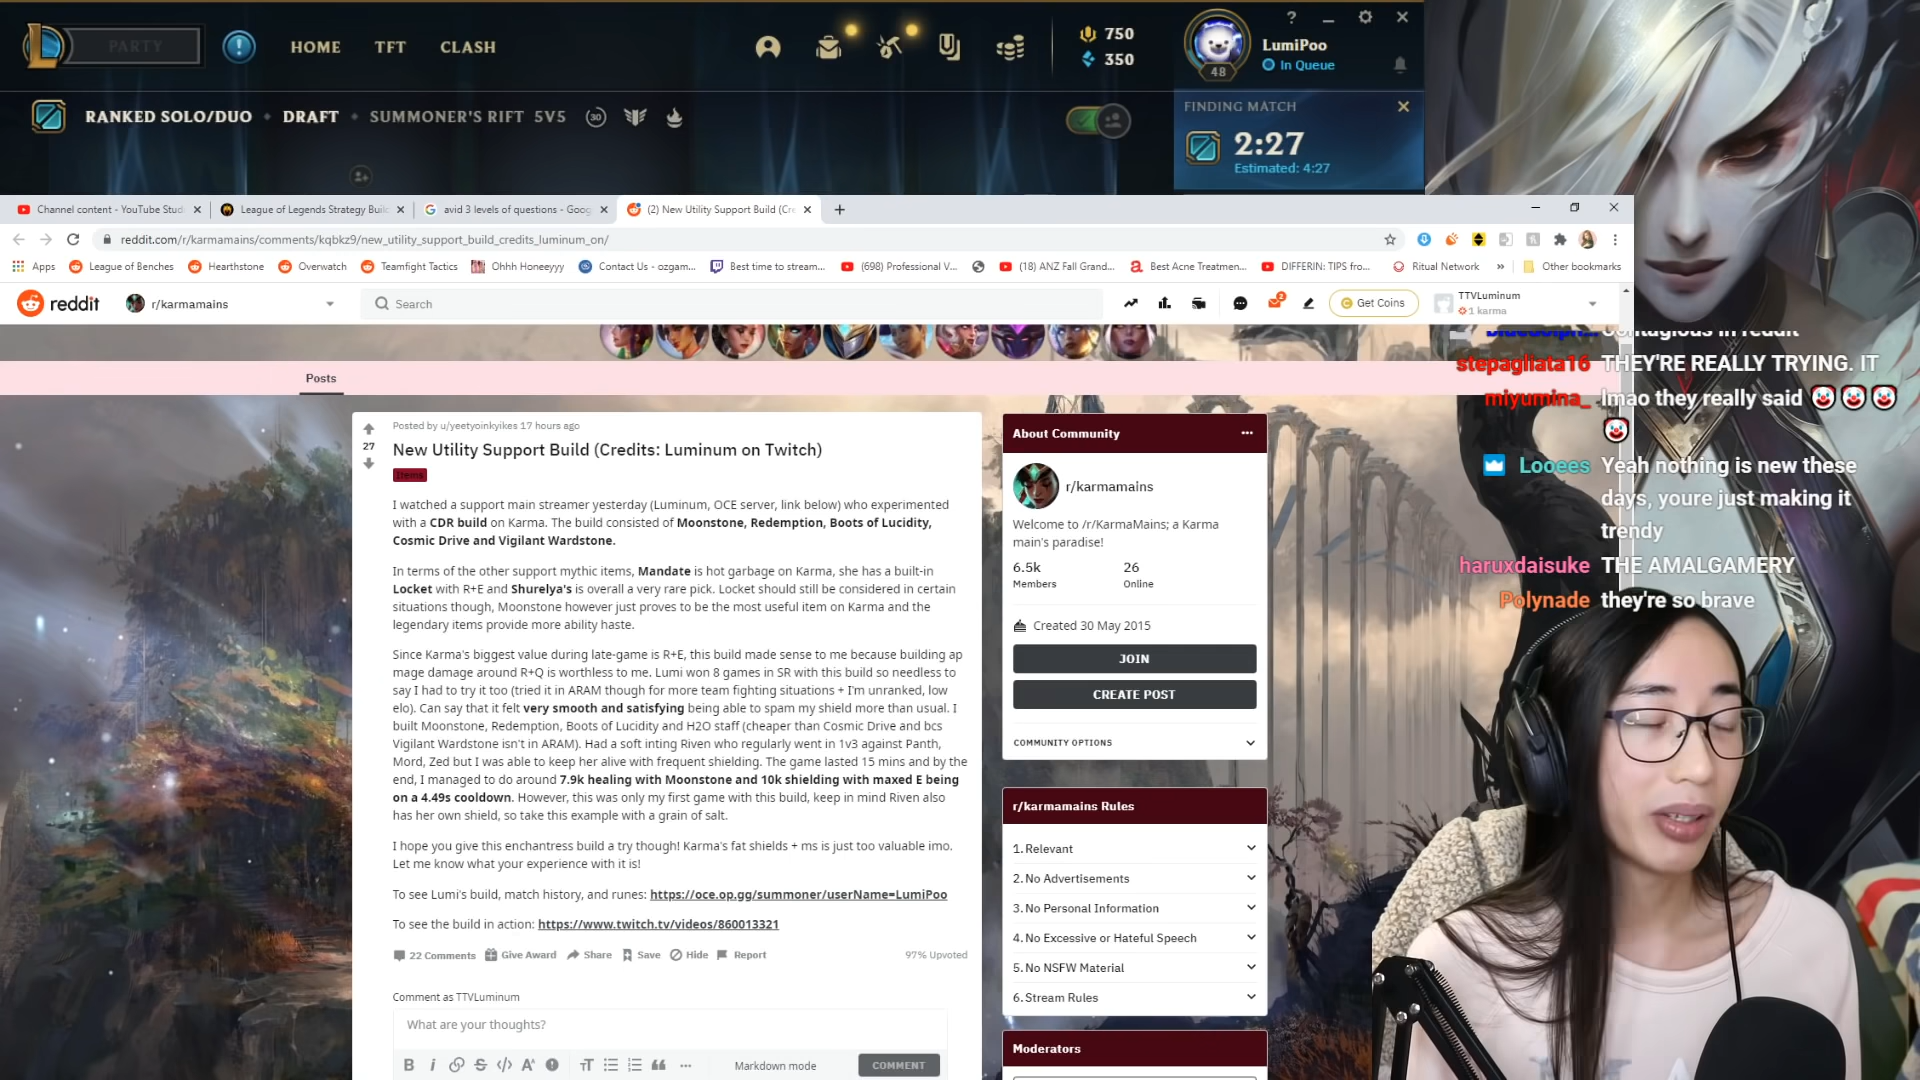 PARTY
HOME
TFT
CLASH
750
350
48
LumiPoo
In Queue
RANKED SOLO/DUO
DRAFT
SUMMONER'S RIFT 5V5
30
FINDING MATCH
2:27
Estimated: 4:27
Channel content - YouTube Stud
League of Legends Strategy Buil
avid 3 levels of questions - Goog
(2) New Utility Support Build (Cre
reddit.com/r/karmamains/comments/kqbkz9/new_utility_support_build_credits_luminum_on/
Apps
League of Benches
Hearthstone
Overwatch
Teamfight Tactics
Ohhh Honeeyyy
Contact Us - ozgam...
Best time to stream...
(698) Professional V...
(18) ANZ Fall Grand...
Best Acne Treatmen...
DIFFERIN: TIPS fro...
Ritual Network
»
Other bookmarks
reddit
r/karmamains
Search
2
Get Coins
TTVLuminum
1 karma
Posts
Posted by u/yeetyoinkyikes 17 hours ago
27
New Utility Support Build (Credits: Luminum on Twitch)
I watched a support main streamer yesterday (Luminum, OCE server, link below) who experimented
with a CDR build on Karma. The build consisted of Moonstone, Redemption, Boots of Lucidity,
Cosmic Drive and Vigilant Wardstone.
In terms of the other support mythic items, Mandate is hot garbage on Karma, she has a built-in
Locket with R+E and Shurelya's is overall a very rare pick. Locket should still be considered in certain
situations though, Moonstone however just proves to be the most useful item on Karma and the
legendary items provide more ability haste.
Since Karma's biggest value during late-game is R+E, this build made sense to me because building ap
mage damage around R+Q is worthless to me. Lumi won 8 games in SR with this build so needless to
say I had to try it too (tried it in ARAM though for more team fighting situations + I'm unranked, low
elo). Can say that it felt very smooth and satisfying being able to spam my shield more than usual. I
built Moonstone, Redemption, Boots of Lucidity and H2O staff (cheaper than Cosmic Drive and bcs
Vigilant Wardstone isn't in ARAM). Had a soft inting Riven who regularly went in 1v3 against Panth,
Mord, Zed but I was able to keep her alive with frequent shielding. The game lasted 15 mins and by the
end, I managed to do around 7.9k healing with Moonstone and 10k shielding with maxed E being
on a 4.49s cooldown. However, this was only my first game with this build, keep in mind Riven also
has her own shield, so take this example with a grain of salt.
I hope you give this enchantress build a try though! Karma's fat shields + ms is just too valuable imo.
Let me know what your experience with it is!
To see Lumi's build, match history, and runes: https://oce.op.gg/summoner/userName=LumiPoo
To see the build in action: https://www.twitch.tv/videos/860013321
22 Comments
Give Award
Share
Save
Hide
Report
97% Upvoted
Comment as TTVLuminum
What are your thoughts?
Markdown mode
COMMENT
About Community
r/karmamains
Welcome to /r/KarmaMains; a Karma
main's paradise!
6.5k
26
Members
Online
Created 30 May 2015
JOIN
CREATE POST
COMMUNITY OPTIONS
r/karmamains Rules
1. Relevant
2. No Advertisements
3. No Personal Information
4. No Excessive or Hateful Speech
5. No NSFW Material
6. Stream Rules
Moderators
contagious in reddit
stepagliata16 THEY'RE REALLY TRYING. IT
miyumina_ lmao they really said
Looees Yeah nothing is new these
days, youre just making it
trendy
haruxdaisuke THE AMALGAMERY
Polynade they're so brave